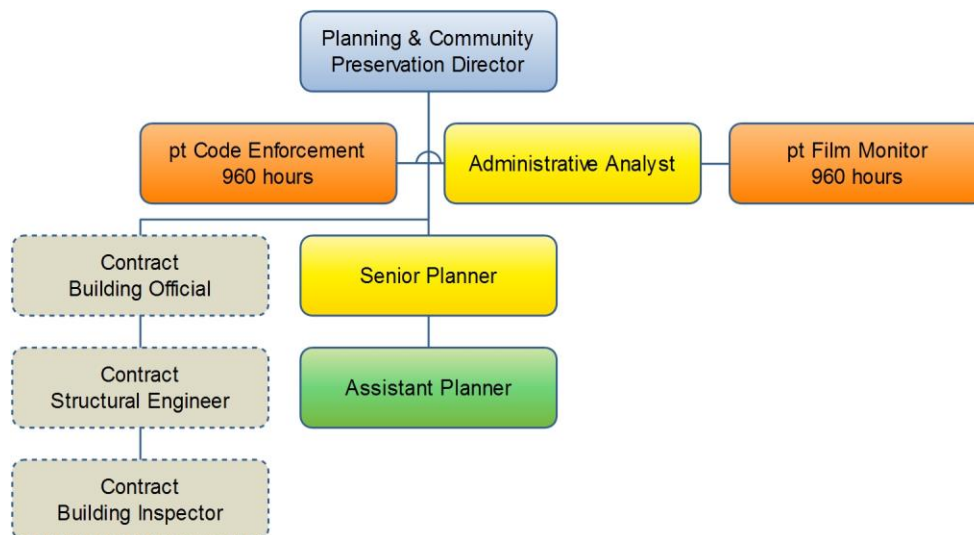 Planning & Community
Preservation Director
pt Code Enforcement
960 hours
Administrative Analyst
pt Film Monitor
960 hours
Contract
Building Official
Senior Planner
Contract
Structural Engineer
Assistant Planner
Contract
Building Inspector